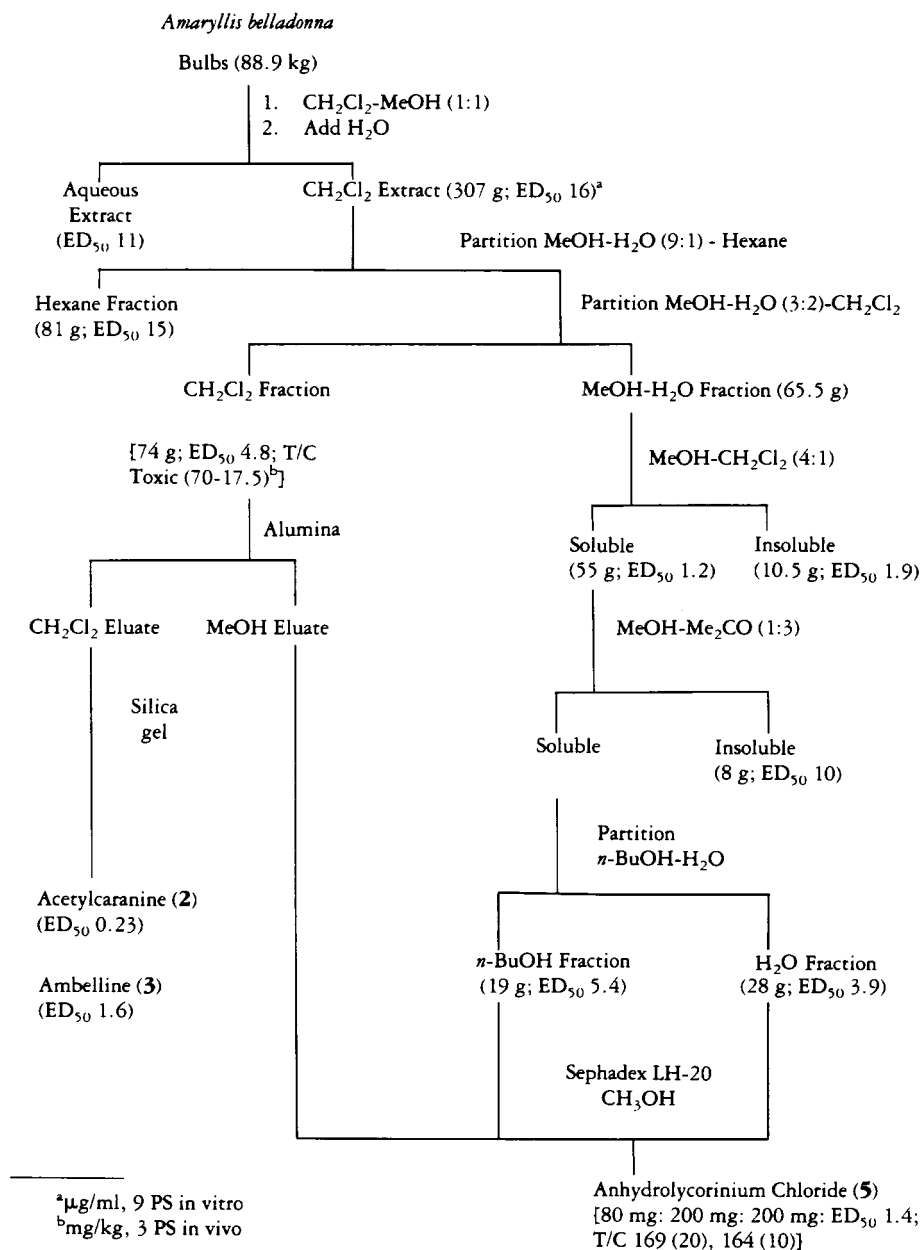 Amaryllis belladonna
Bulbs (88.9 kg)
1. CH₂Cl₂-MeOH (1:1)
2. Add H₂O
Aqueous
Extract
(ED₅₀ 11)
CH₂Cl₂ Extract (307 g; ED₅₀ 16)ᵃ
Partition MeOH-H₂O (9:1) - Hexane
Hexane Fraction
(81 g; ED₅₀ 15)
Partition MeOH-H₂O (3:2)-CH₂Cl₂
CH₂Cl₂ Fraction
[74 g; ED₅₀ 4.8; T/C
Toxic (70-17.5)ᵇ]
MeOH-H₂O Fraction (65.5 g)
MeOH-CH₂Cl₂ (4:1)
Alumina
Soluble
(55 g; ED₅₀ 1.2)
Insoluble
(10.5 g; ED₅₀ 1.9)
CH₂Cl₂ Eluate
MeOH Eluate
MeOH-Me₂CO (1:3)
Silica
gel
Soluble
Insoluble
(8 g; ED₅₀ 10)
Partition
n-BuOH-H₂O
Acetylcaranine (2)
(ED₅₀ 0.23)
Ambelline (3)
(ED₅₀ 1.6)
n-BuOH Fraction
(19 g; ED₅₀ 5.4)
H₂O Fraction
(28 g; ED₅₀ 3.9)
Sephadex LH-20
CH₃OH
Anhydrolycorinium Chloride (5)
[80 mg: 200 mg: 200 mg: ED₅₀ 1.4;
T/C 169 (20), 164 (10)]
ᵃμg/ml, 9 PS in vitro
ᵇmg/kg, 3 PS in vivo